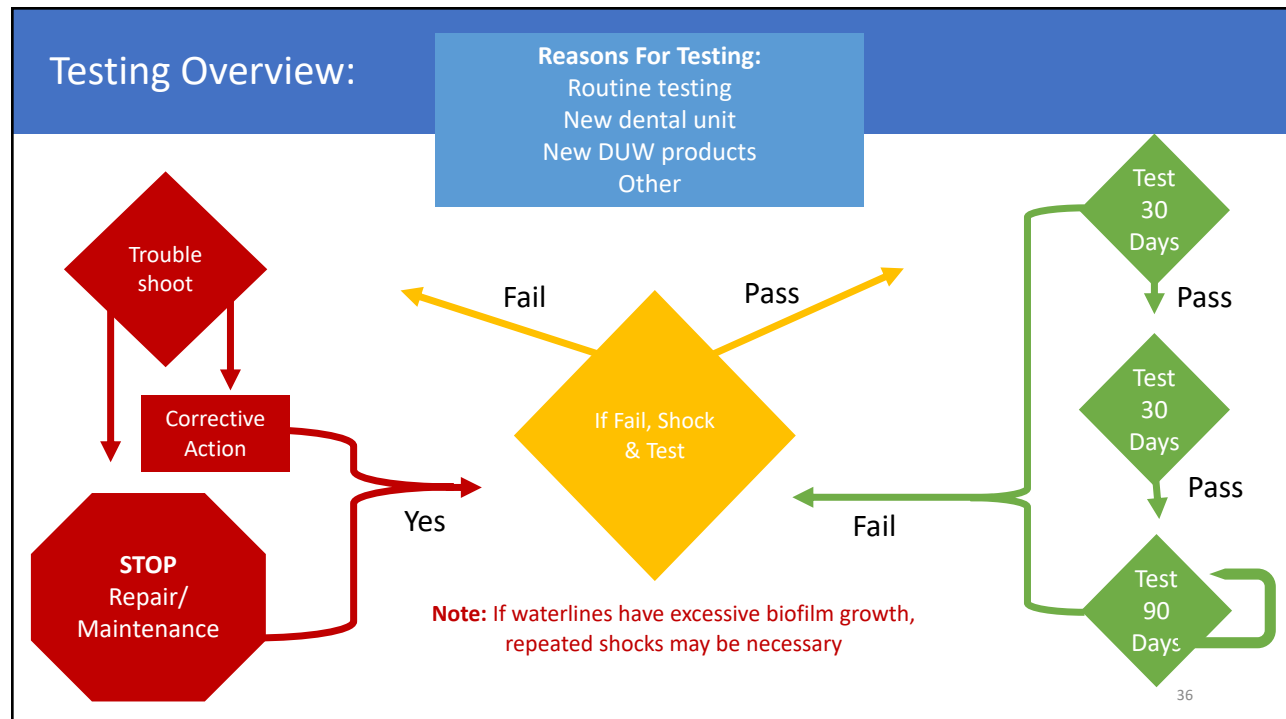 Testing Overview:
Reasons For Testing:
Routine testing
New dental unit
New DUW products
Other
Trouble
shoot
Corrective
Action
STOP
Repair/
Maintenance
Yes
Fail
Pass
If Fail, Shock
& Test
Note: If waterlines have excessive biofilm growth,
repeated shocks may be necessary
Fail
Test
30
Days
Pass
Test
30
Days
Pass
Test
90
Days
36